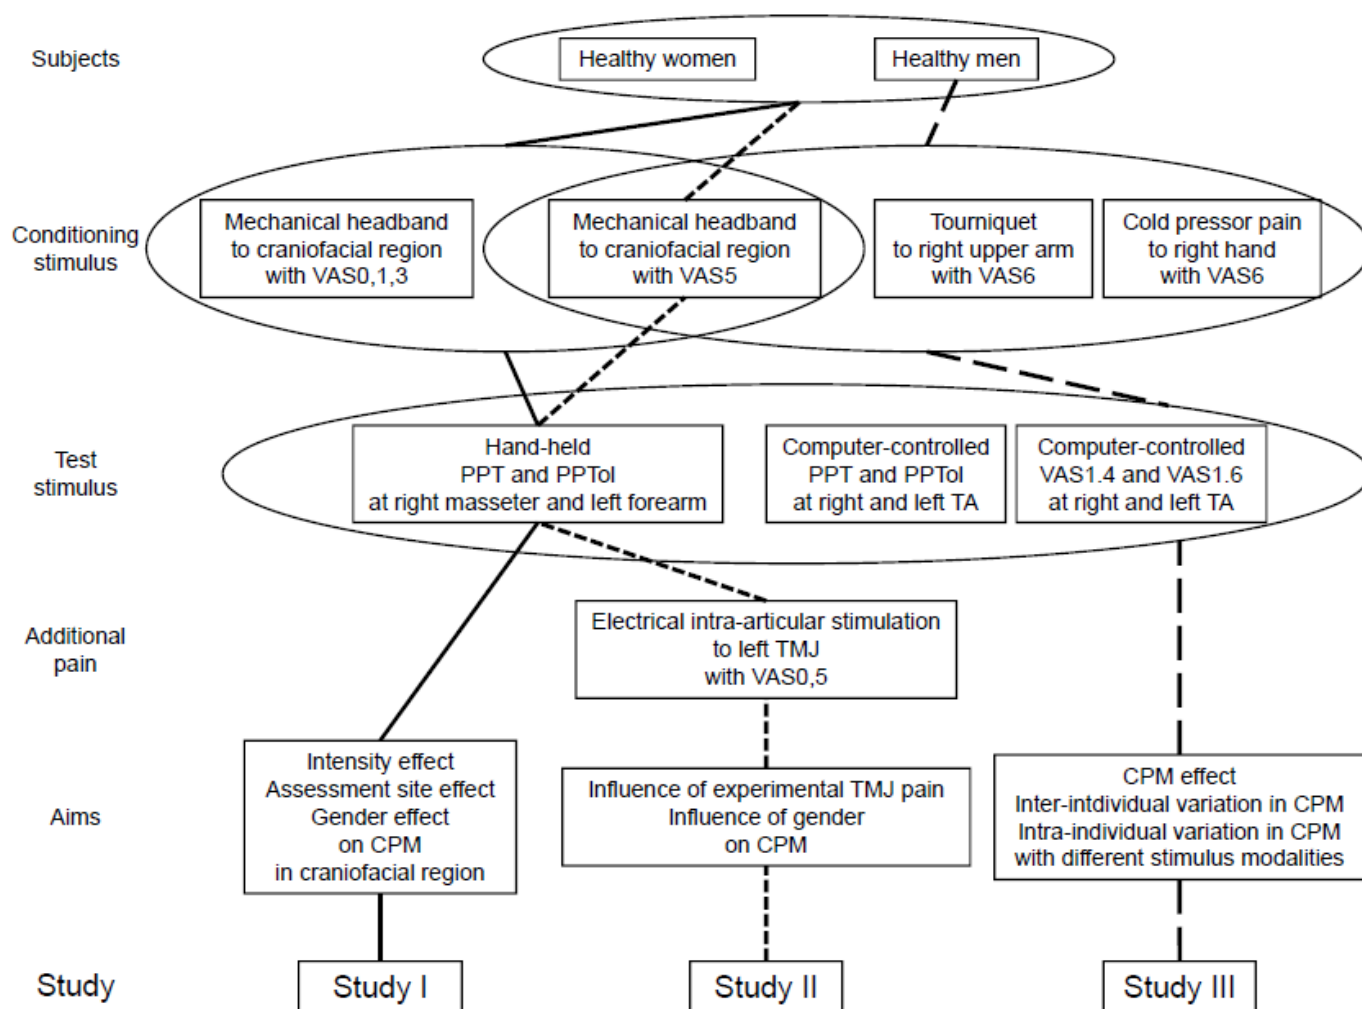 Subjects
Healthy women
Healthy men
Conditioning
stimulus
Mechanical headband
to craniofacial region
with VAS0,1,3
Mechanical headband
to craniofacial region
with VAS5
Tourniquet
to right upper arm
with VAS6
Cold pressor pain
to right hand
with VAS6
Test
stimulus
Hand-held
PPT and PPTol
at right masseter and left forearm
Computer-controlled
PPT and PPTol
at right and left TA
Computer-controlled
VAS1.4 and VAS1.6
at right and left TA
Additional
pain
Electrical intra-articular stimulation
to left TMJ
with VAS0,5
Aims
Intensity effect
Assessment site effect
Gender effect
on CPM
in craniofacial region
Influence of experimental TMJ pain
Influence of gender
on CPM
CPM effect
Inter-intdividual variation in CPM
Intra-individual variation in CPM
with different stimulus modalities
Study
Study I
Study II
Study III